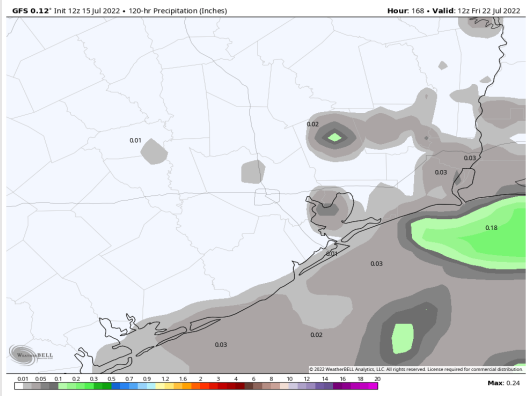 GFS 0.12° Init 12z 15 Jul 2022 • 120-hr Precipitation (Inches)
Hour: 168 • Valid: 12z Fri 22 Jul 2022
0.02
0.01
0.03
0.03
0.18
0.01
0.03
0.02
0.03
WeatherBELL
© 2022 WeatherBELL Analytics, LLC. All rights reserved. License required for commercial distribution.
0.01 0.05 0.1 0.2 0.3 0.5 0.7 0.9 1.2 1.6 2 3 4 6 8 10 12 14 16 18 20
Max: 0.24